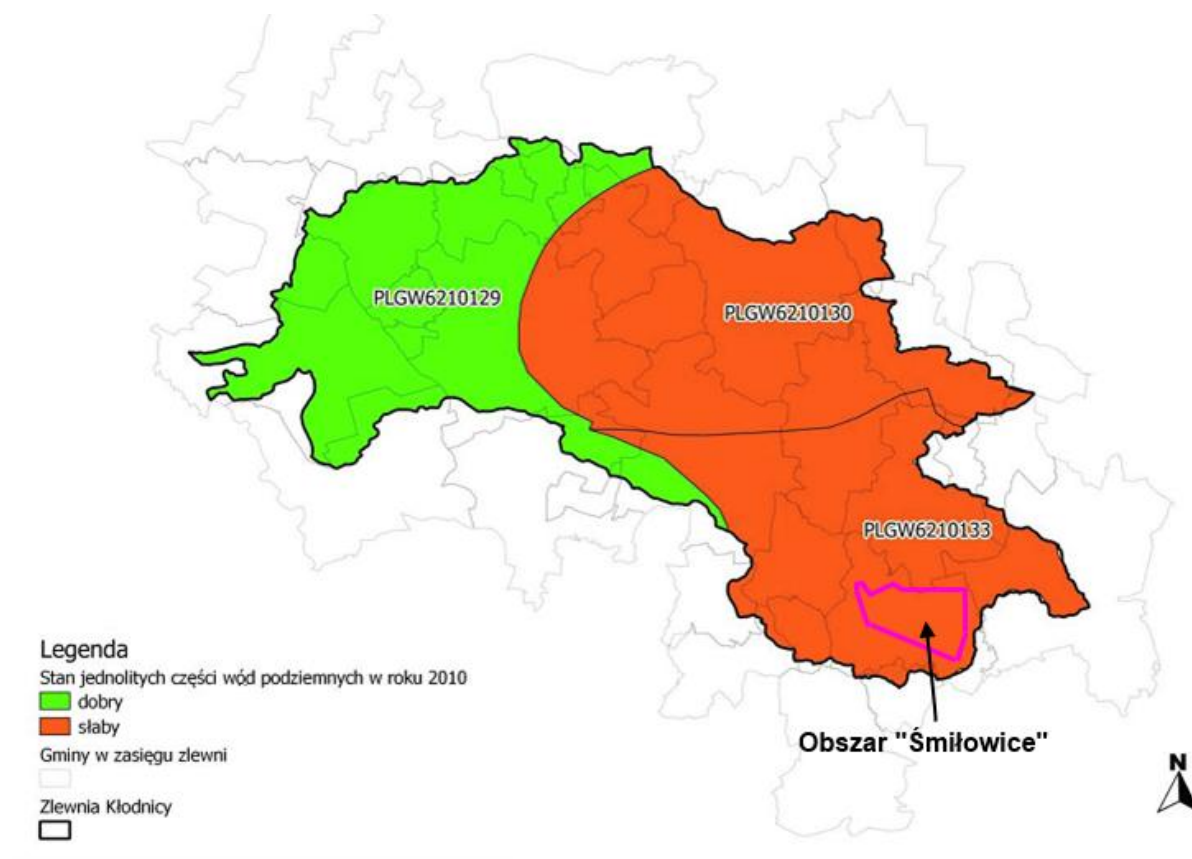 PLGW6210129
PLGW6210130
PLGW6210133
Obszar "Śmiłowice"
Legenda
Stan jednolitych części wód podziemnych w roku 2010
dobry
słaby
Gminy w zasięgu zlewni
Zlewnia Kłodnicy
N